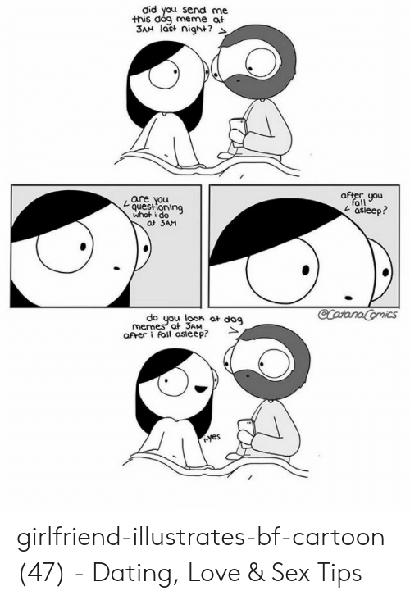 did you send me
this dog meme at
3AM last night?
are you
questioning
what i do
at 3AM
after you
fall
asleep?
@CatanaComics
do you look at dog
memes at 3AM
after i fall asleep?
yes
girlfriend-illustrates-bf-cartoon
(47) - Dating, Love & Sex Tips